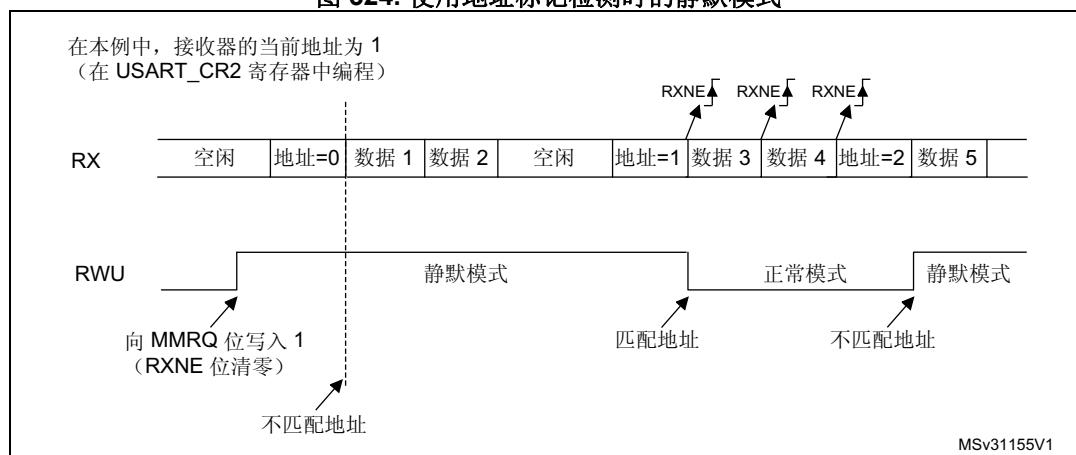 图 324. 使用地址标记检测时的静默模式
在本例中，接收器的当前地址为 1
（在 USART_CR2 寄存器中编程）
RXNE RXNE RXNE
RX 空闲 地址=0 数据 1 数据 2 空闲 地址=1 数据 3 数据 4 地址=2 数据 5
RWU 静默模式 正常模式 静默模式
向 MMRQ 位写入 1
（RXNE 位清零）
匹配地址 不匹配地址
不匹配地址
MSv31155V1